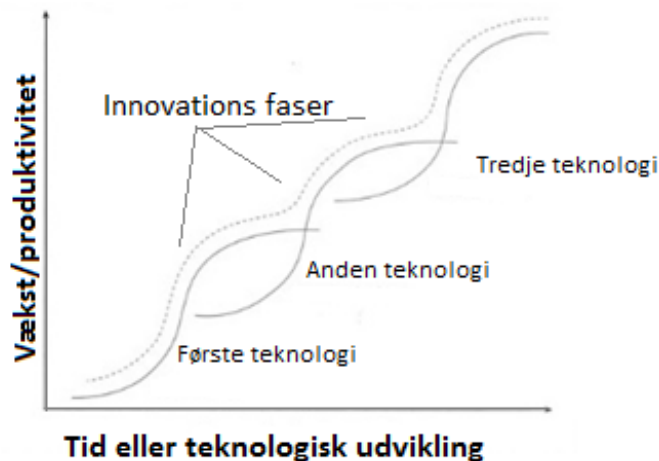 Vækst/produktivitet
Innovations faser
Tredje teknologi
Anden teknologi
Første teknologi
Tid eller teknologisk udvikling